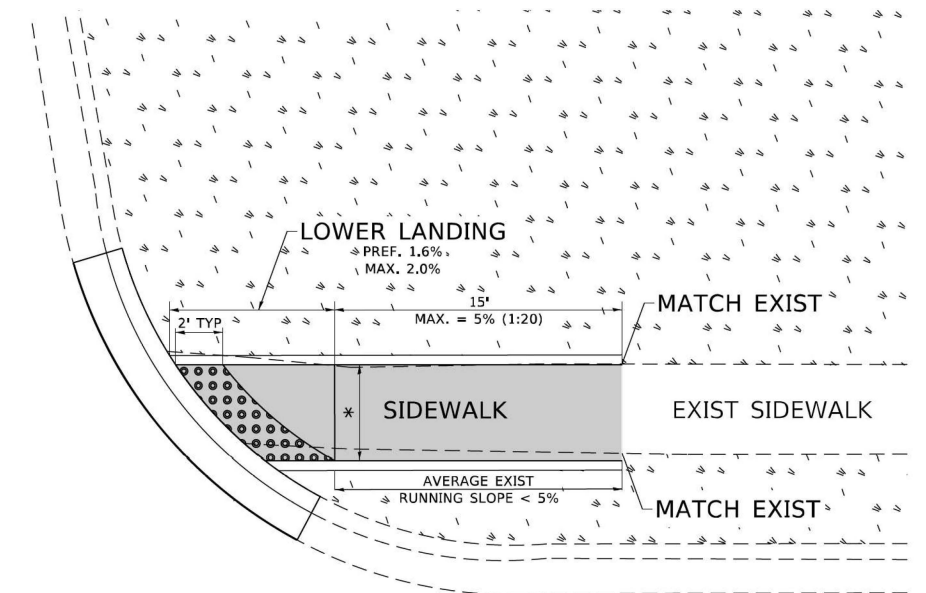 LOWER LANDING
PREF. 1.6%
MAX. 2.0%
15'
MAX. = 5% (1:20)
MATCH EXIST
2' TYP
*
SIDEWALK
EXIST SIDEWALK
AVERAGE EXIST
RUNNING SLOPE < 5%
MATCH EXIST